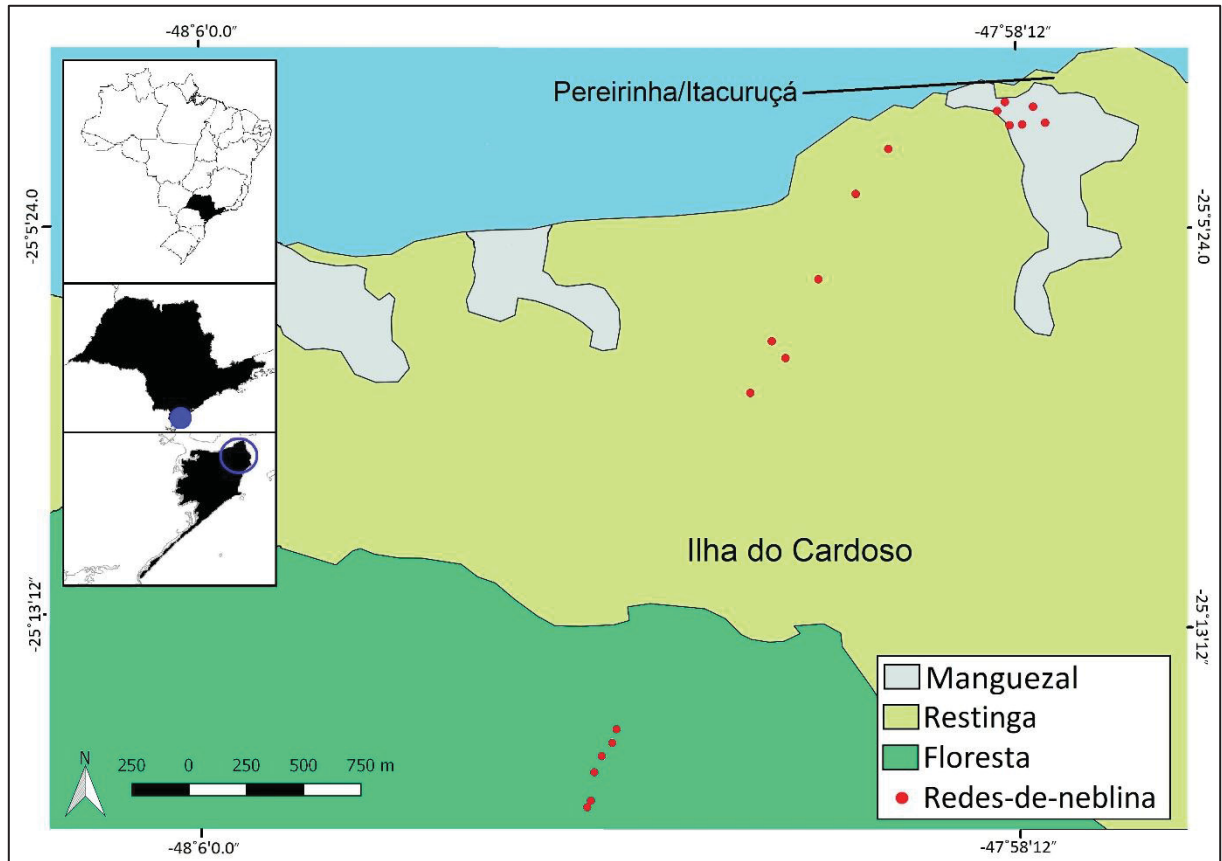 -48°6'0.0"
-47°58'12"
Pereirinha/Itacuruçá
-25°5'24.0
-25°5'24.0
Ilha do Cardoso
-25°13'12"
-25°13'12"
Manguezal
Restinga
Floresta
Redes-de-neblina
N
250 0 250 500 750 m
-48°6'0.0"
-47°58'12"